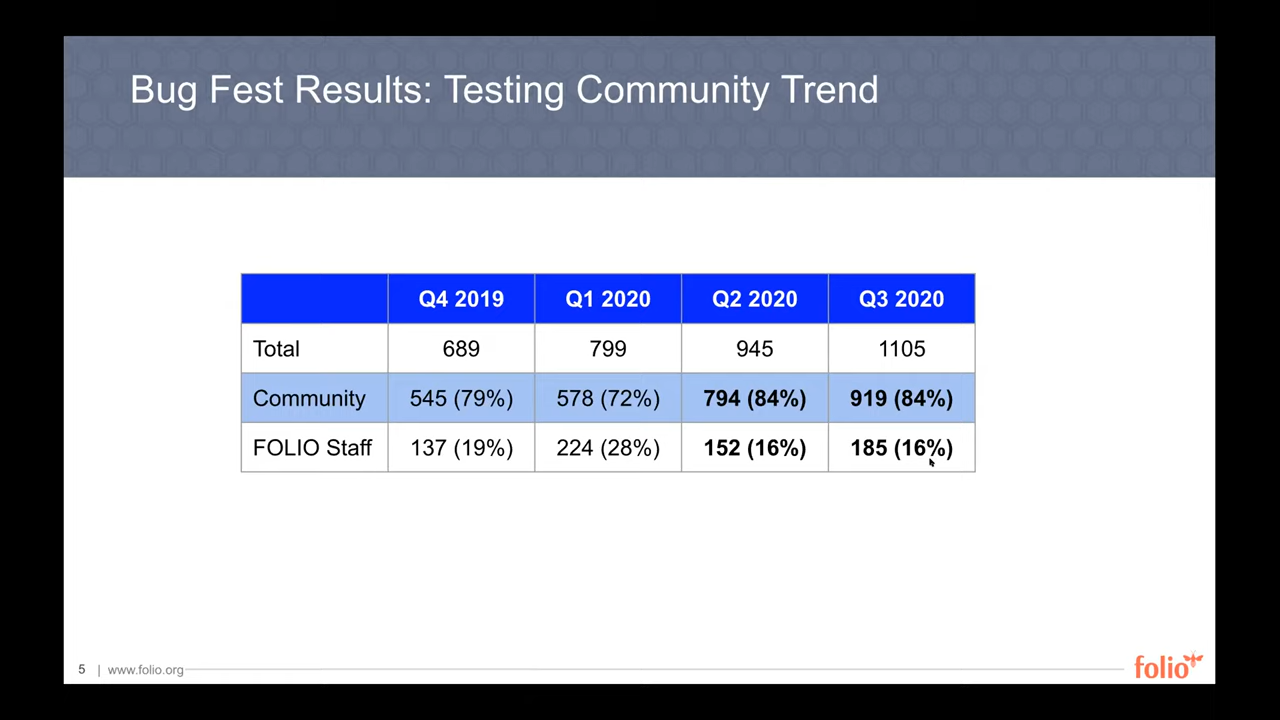 Bug Fest Results: Testing Community Trend
Q4 2019 Q1 2020 Q2 2020 Q3 2020
Total 689 799 945 1105
Community 545 (79%) 578 (72%) 794 (84%) 919 (84%)
FOLIO Staff 137 (19%) 224 (28%) 152 (16%) 185 (16%)
5 | www.folio.org
folio